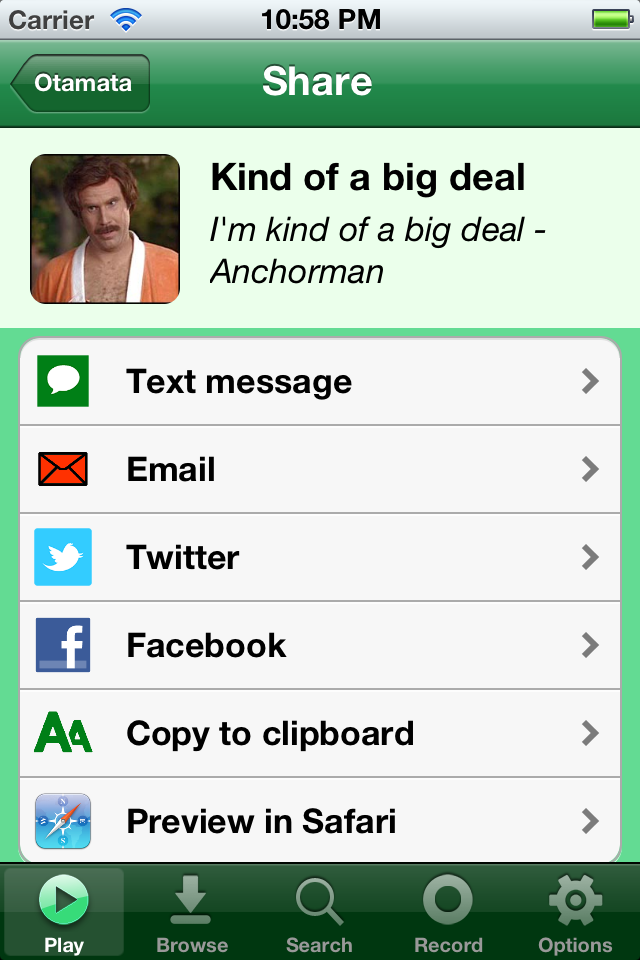 Carrier 10:58 PM
Otamata Share
Kind of a big deal
I'm kind of a big deal -
Anchorman
Text message
Email
Twitter
f Facebook
AA Copy to clipboard
Preview in Safari
Play Browse Search Record Options